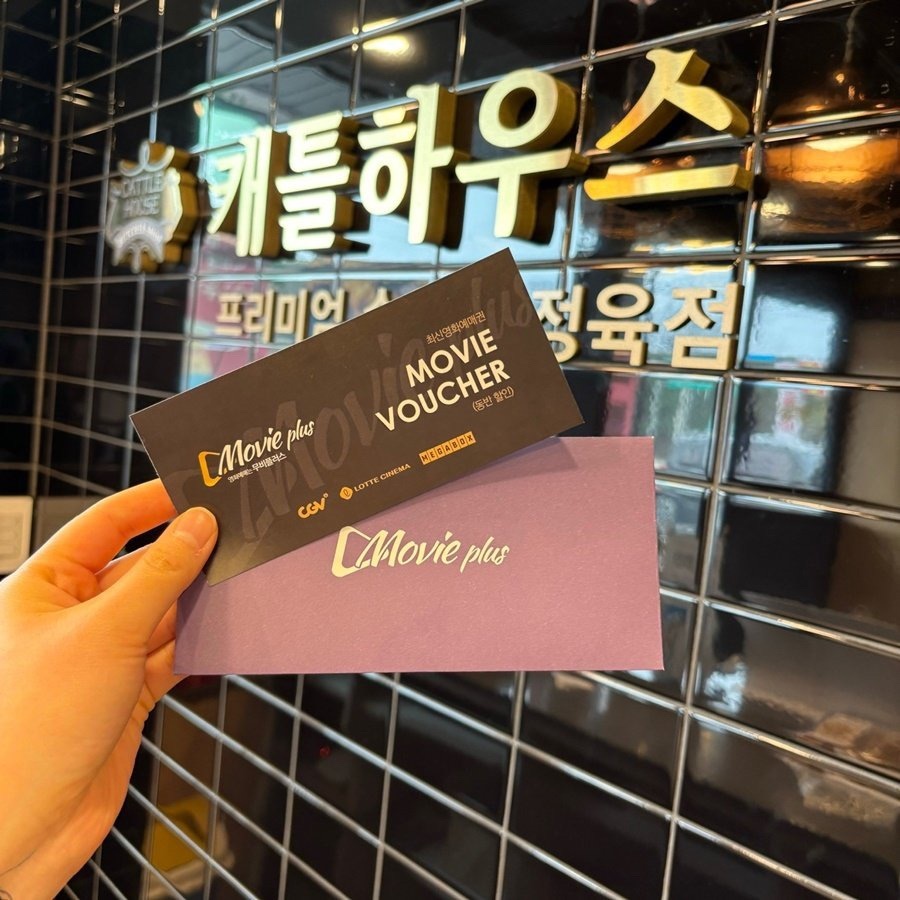 CATTLE
HOUSE
캐틀하우스
프리미엄
정육점
최신영화예매권
MOVIE
VOUCHER
(동반 할인)
Movie plus
영화예매는 무비플러스
CGV
LOTTE CINEMA
MEGABOX
Movie plus